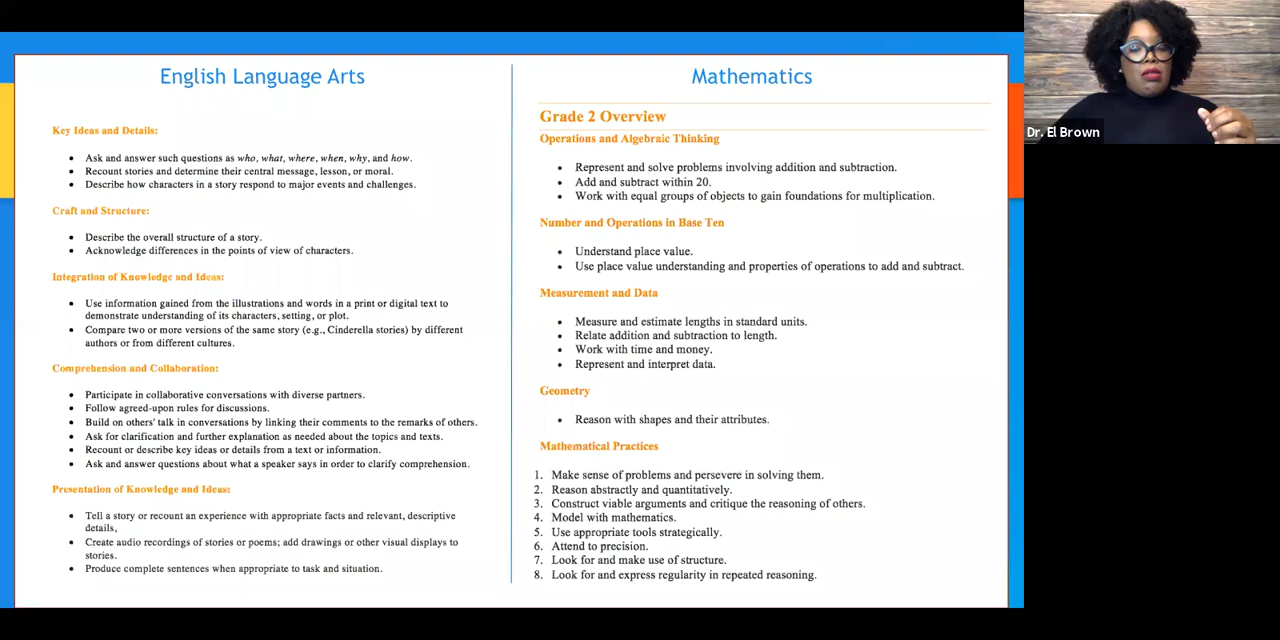 English Language Arts
Key Ideas and Details:
• Ask and answer such questions as who, what, where, when, why, and how.
• Recount stories and determine their central message, lesson, or moral.
• Describe how characters in a story respond to major events and challenges.
Craft and Structure:
• Describe the overall structure of a story.
• Acknowledge differences in the points of view of characters.
Integration of Knowledge and Ideas:
• Use information gained from the illustrations and words in a print or digital text to
demonstrate understanding of its characters, setting, or plot.
• Compare two or more versions of the same story (e.g., Cinderella stories) by different
authors or from different cultures.
Comprehension and Collaboration:
• Participate in collaborative conversations with diverse partners.
• Follow agreed-upon rules for discussions.
• Build on others' talk in conversations by linking their comments to the remarks of others.
• Ask for clarification and further explanation as needed about the topics and texts.
• Recount or describe key ideas or details from a text or information.
• Ask and answer questions about what a speaker says in order to clarify comprehension.
Presentation of Knowledge and Ideas:
• Tell a story or recount an experience with appropriate facts and relevant, descriptive
details,
• Create audio recordings of stories or poems; add drawings or other visual displays to
stories.
• Produce complete sentences when appropriate to task and situation.
Mathematics
Grade 2 Overview
Operations and Algebraic Thinking
• Represent and solve problems involving addition and subtraction.
• Add and subtract within 20.
• Work with equal groups of objects to gain foundations for multiplication.
Number and Operations in Base Ten
• Understand place value.
• Use place value understanding and properties of operations to add and subtract.
Measurement and Data
• Measure and estimate lengths in standard units.
• Relate addition and subtraction to length.
• Work with time and money.
• Represent and interpret data.
Geometry
• Reason with shapes and their attributes.
Mathematical Practices
1. Make sense of problems and persevere in solving them.
2. Reason abstractly and quantitatively.
3. Construct viable arguments and critique the reasoning of others.
4. Model with mathematics.
5. Use appropriate tools strategically.
6. Attend to precision.
7. Look for and make use of structure.
8. Look for and express regularity in repeated reasoning.
Dr. El Brown